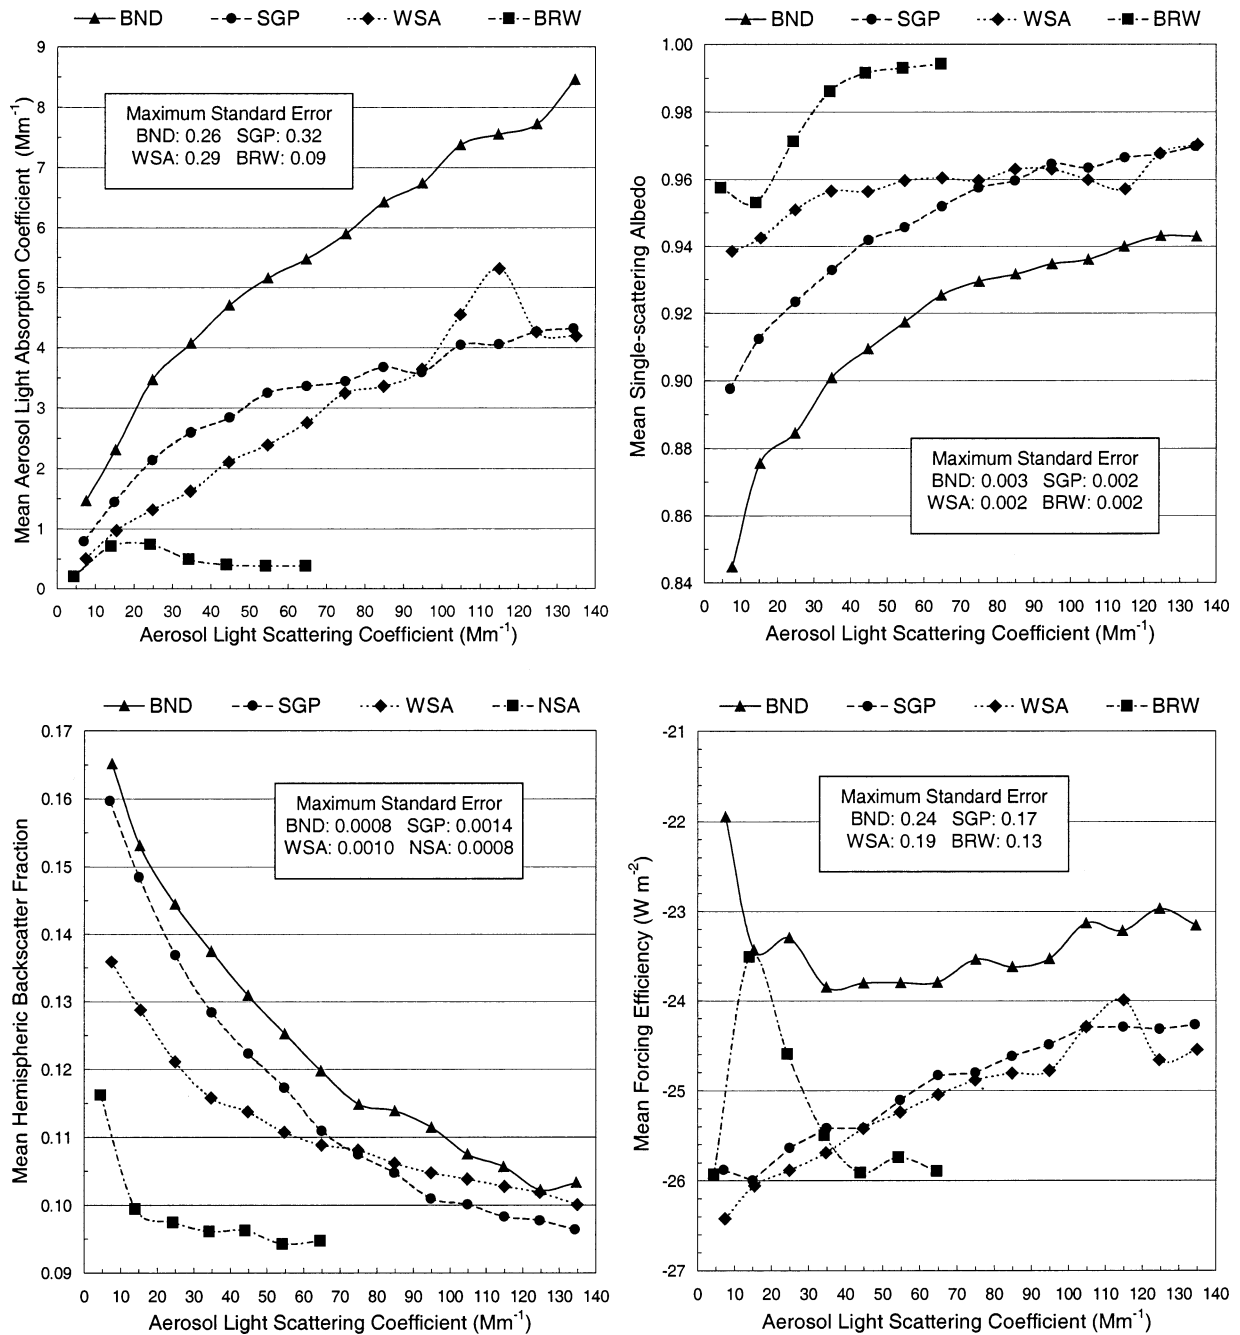 BND SGP WSA BRW
9
8
7
6
5
4
3
2
1
0
Mean Aerosol Light Absorption Coefficient (Mm⁻¹)
Maximum Standard Error
BND: 0.26 SGP: 0.32
WSA: 0.29 BRW: 0.09
0 10 20 30 40 50 60 70 80 90 100 110 120 130 140
Aerosol Light Scattering Coefficient (Mm⁻¹)
BND SGP WSA BRW
1.00
0.98
0.96
0.94
0.92
0.90
0.88
0.86
0.84
Mean Single-scattering Albedo
Maximum Standard Error
BND: 0.003 SGP: 0.002
WSA: 0.002 BRW: 0.002
0 10 20 30 40 50 60 70 80 90 100 110 120 130 140
Aerosol Light Scattering Coefficient (Mm⁻¹)
BND SGP WSA NSA
0.17
0.16
0.15
0.14
0.13
0.12
0.11
0.10
0.09
Mean Hemispheric Backscatter Fraction
Maximum Standard Error
BND: 0.0008 SGP: 0.0014
WSA: 0.0010 NSA: 0.0008
0 10 20 30 40 50 60 70 80 90 100 110 120 130 140
Aerosol Light Scattering Coefficient (Mm⁻¹)
BND SGP WSA BRW
-21
-22
-23
-24
-25
-26
-27
Mean Forcing Efficiency (W m⁻²)
Maximum Standard Error
BND: 0.24 SGP: 0.17
WSA: 0.19 BRW: 0.13
0 10 20 30 40 50 60 70 80 90 100 110 120 130 140
Aerosol Light Scattering Coefficient (Mm⁻¹)